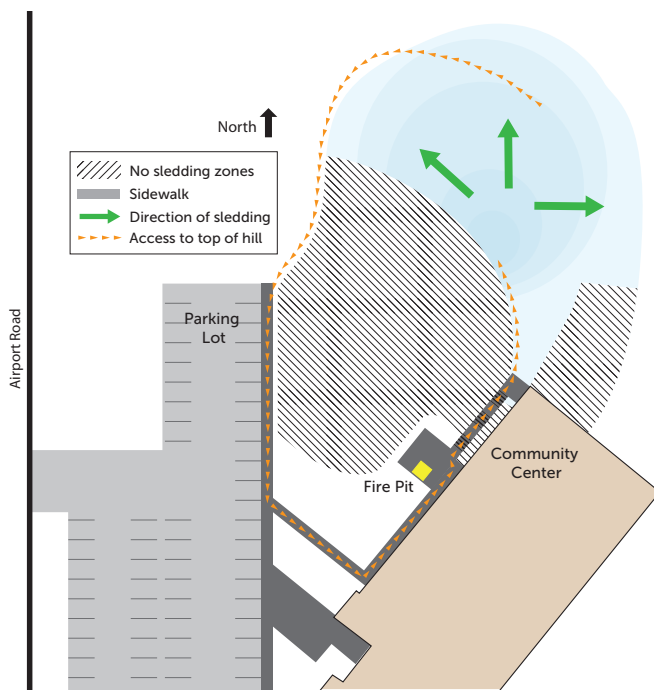 North
No sledding zones
Sidewalk
Direction of sledding
Access to top of hill
Parking
Lot
Airport Road
Community
Center
Fire Pit